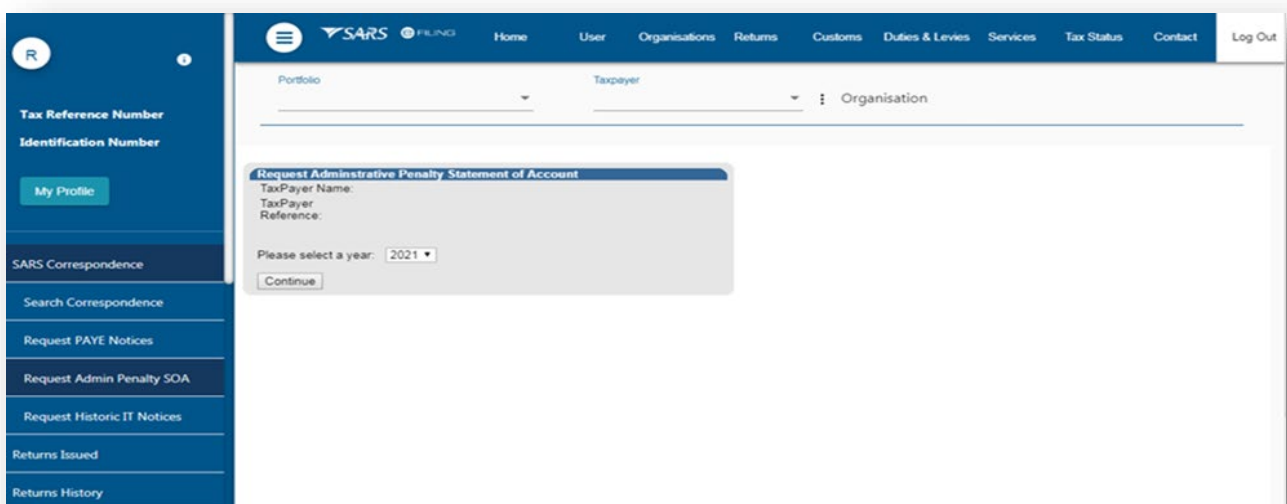 R
Tax Reference Number
Identification Number
My Profile
SARS Correspondence
Search Correspondence
Request PAYE Notices
Request Admin Penalty SOA
Request Historic IT Notices
Returns Issued
Returns History
SARS eFILING Home User Organisations Returns Customs Duties & Levies Services Tax Status Contact Log Out
Portfolio Taxpayer
Organisation
Request Adminstrative Penalty Statement of Account
TaxPayer Name:
TaxPayer
Reference:
Please select a year: 2021
Continue